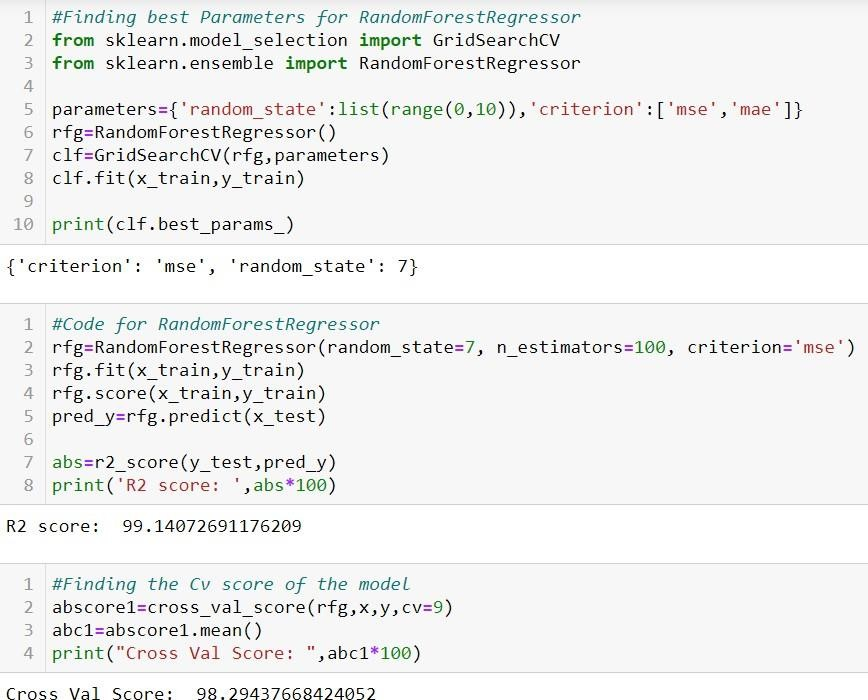 1 #Finding best Parameters for RandomForestRegressor
2 from sklearn.model_selection import GridSearchCV
3 from sklearn.ensemble import RandomForestRegressor
4
5 parameters={'random_state':list(range(0,10)),'criterion':['mse','mae']}
6 rfg=RandomForestRegressor()
7 clf=GridSearchCV(rfg,parameters)
8 clf.fit(x_train,y_train)
9
10 print(clf.best_params_)
{'criterion': 'mse', 'random_state': 7}
1 #Code for RandomForestRegressor
2 rfg=RandomForestRegressor(random_state=7, n_estimators=100, criterion='mse')
3 rfg.fit(x_train,y_train)
4 rfg.score(x_train,y_train)
5 pred_y=rfg.predict(x_test)
6
7 abs=r2_score(y_test,pred_y)
8 print('R2 score: ',abs*100)
R2 score:  99.14072691176209
1 #Finding the Cv score of the model
2 abscore1=cross_val_score(rfg,x,y,cv=9)
3 abc1=abscore1.mean()
4 print("Cross Val Score: ",abc1*100)
Cross Val Score:  98.29437668424052